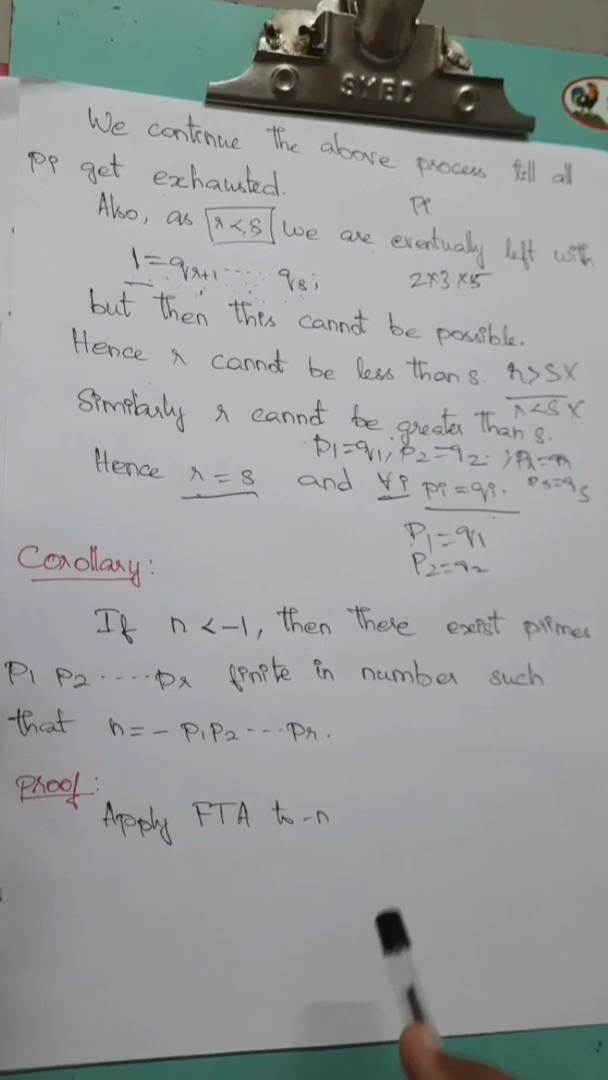 SMED
We continue the above process till all
pi get exhausted.
pr
Also, as r<s we are eventually left with
1=qr+1 ---- qs;
2×3×5
but then this cannot be possible.
Hence r cannot be less than s. r>s×
r<s×
Similarly r cannot be greater than s.
p1=q1, p2=q2
Hence r=s and ∀i pi=qi.
ps=qs
p1=q1
p2=q2
Corollary:
If n<-1, then there exist primes
p1 p2 ---- pr finite in number such
that n=- p1p2---pr.
Proof:
Apply FTA to -n